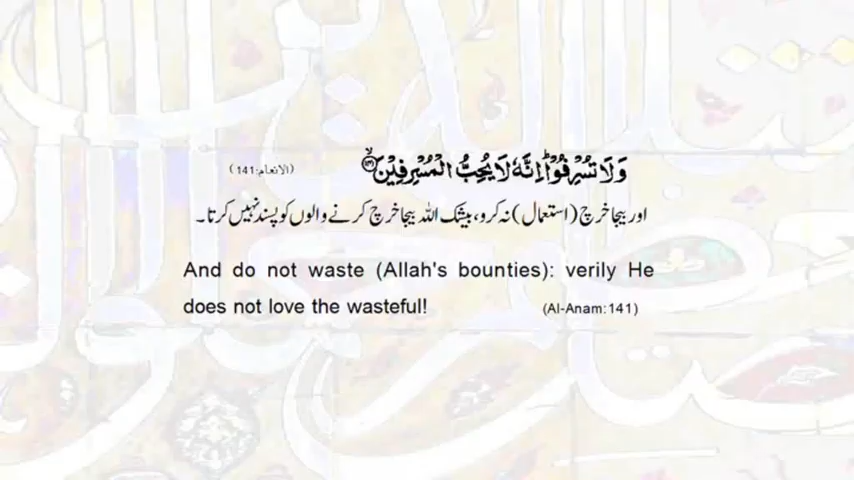 وَلَا تُسْرِفُوْاؕ اِنَّهٗ لَا يُحِبُّ الْمُسْرِفِيْنَۙ‏ ﴿۱۴۱﴾ (الانعام:141)
اور بیجا خرچ (استعمال) نہ کرو، بیشک اللہ بیجا خرچ کرنے والوں کو پسند نہیں کرتا۔
And do not waste (Allah's bounties): verily He
does not love the wasteful! (Al-Anam:141)